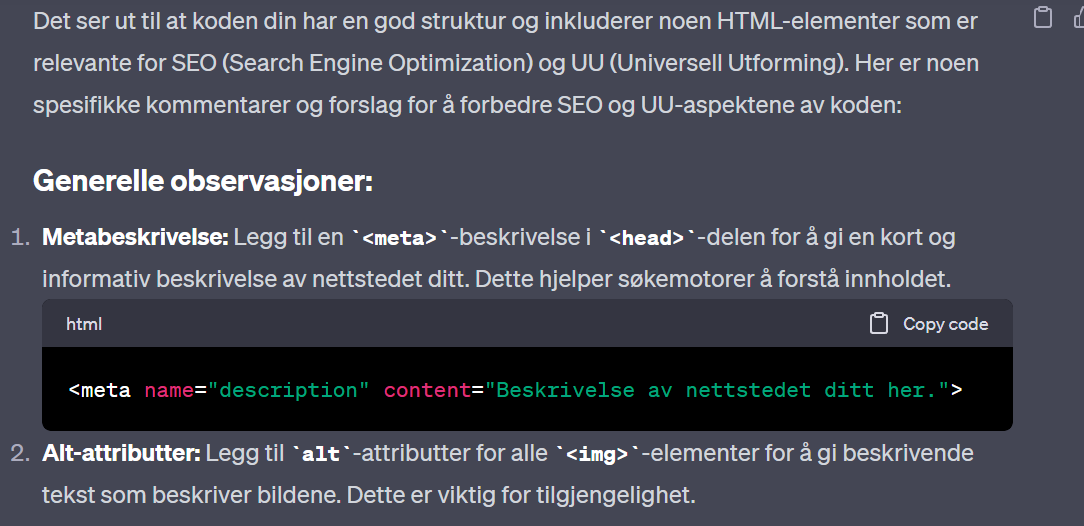 Det ser ut til at koden din har en god struktur og inkluderer noen HTML-elementer som er
relevante for SEO (Search Engine Optimization) og UU (Universell Utforming). Her er noen
spesifikke kommentarer og forslag for å forbedre SEO og UU-aspektene av koden:
Generelle observasjoner:
1. Metabeskrivelse: Legg til en `<meta>`-beskrivelse i `<head>`-delen for å gi en kort og
informativ beskrivelse av nettstedet ditt. Dette hjelper søkemotorer å forstå innholdet.
html Copy code
<meta name="description" content="Beskrivelse av nettstedet ditt her.">
2. Alt-attributter: Legg til `alt`-attributter for alle `<img>`-elementer for å gi beskrivende
tekst som beskriver bildene. Dette er viktig for tilgjengelighet.